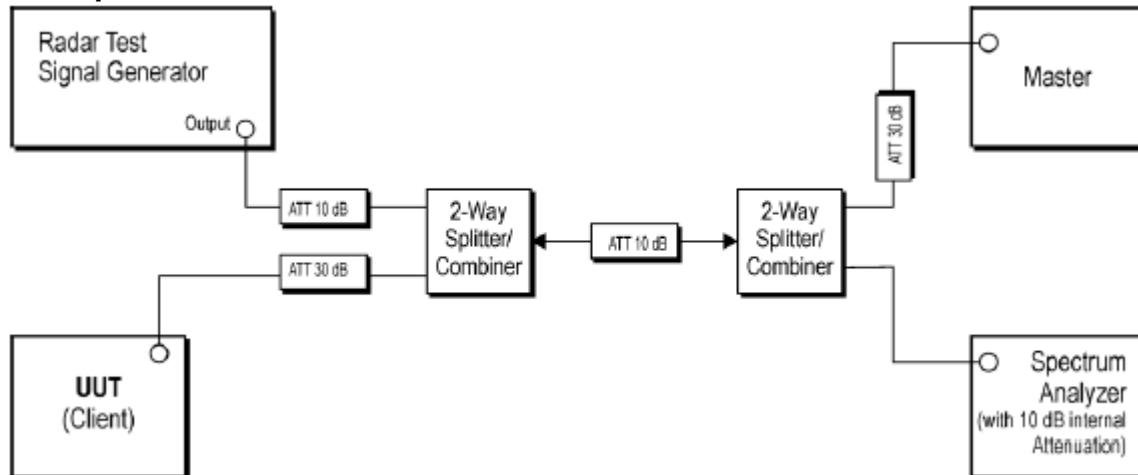 Radar Test
Signal Generator
Output
ATT 10 dB
ATT 30 dB
UUT
(Client)
2-Way
Splitter/
Combiner
ATT 10 dB
2-Way
Splitter/
Combiner
ATT 30 dB
Master
Spectrum
Analyzer
(with 10 dB internal
Attenuation)